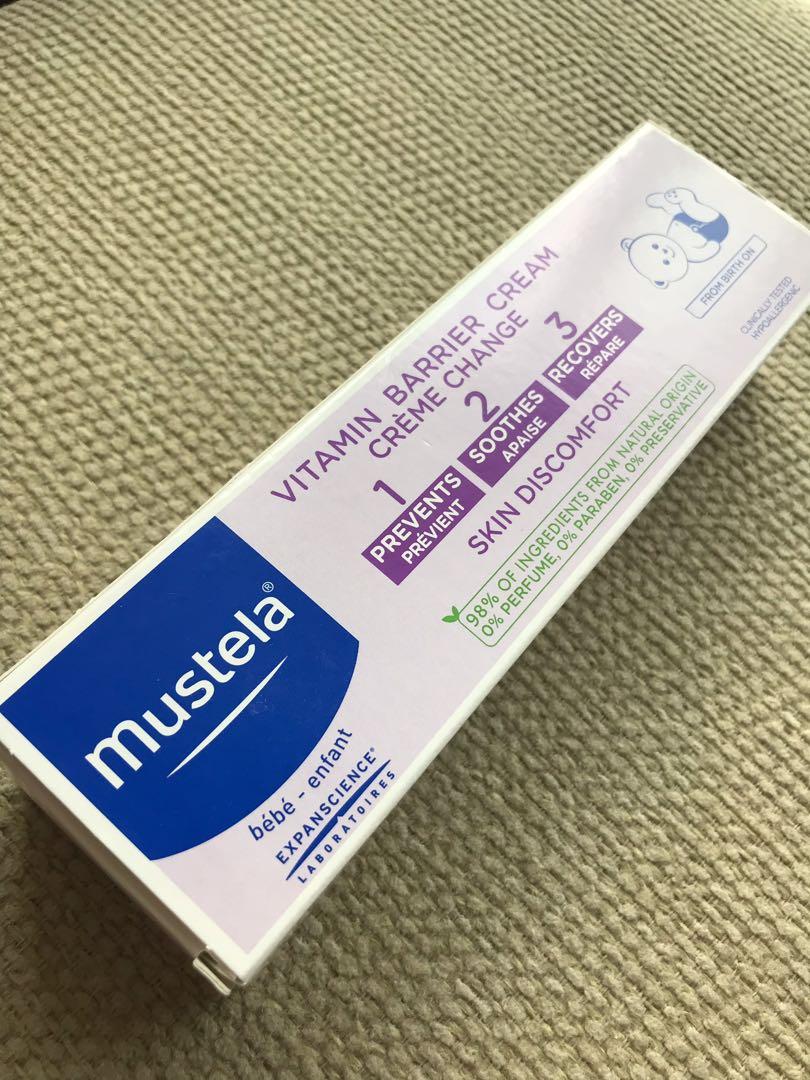 mustela®
bébé - enfant
EXPANSCIENCE®
LABORATOIRES
VITAMIN BARRIER CREAM
CRÈME CHANGE
1
PREVENTS
PRÉVIENT
2
SOOTHES
APAISE
3
RECOVERS
RÉPARE
SKIN DISCOMFORT
98% OF INGREDIENTS FROM NATURAL ORIGIN
0% PERFUME, 0% PARABEN, 0% PRESERVATIVE
FROM BIRTH ON
CLINICALLY TESTED
HYPOALLERGENIC